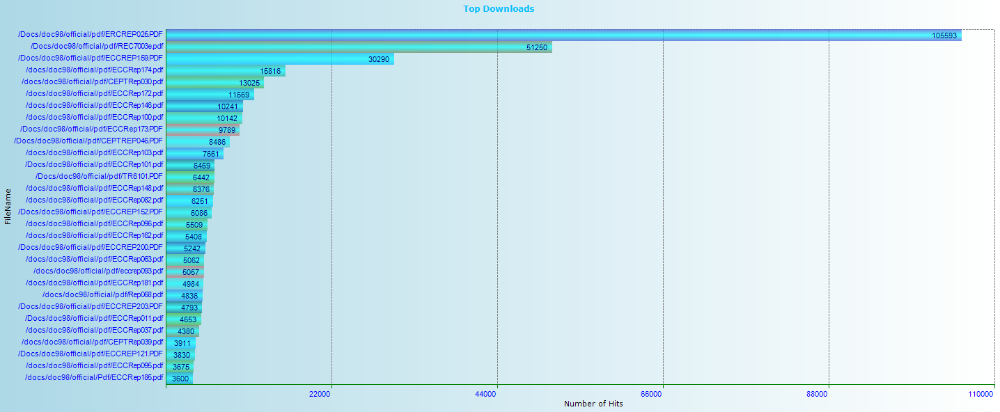 Top Downloads
/Docs/doc98/official/pdf/ERCREP025.PDF 105593
/Docs/doc98/official/pdf/REC7003e.pdf 51250
/Docs/doc98/official/pdf/ECCREP159.PDF 30290
/docs/doc98/official/pdf/ECCRep174.pdf 15816
/docs/doc98/official/pdf/CEPTRep030.pdf 13025
/docs/doc98/official/pdf/ECCRep172.pdf 11669
/docs/doc98/official/pdf/ECCRep146.pdf 10241
/docs/doc98/official/pdf/ECCRep100.pdf 10142
/Docs/doc98/official/pdf/ECCRep173.PDF 9789
/Docs/doc98/official/pdf/CEPTREP046.PDF 8486
/docs/doc98/official/pdf/ECCRep103.pdf 7661
/Docs/doc98/official/pdf/ECCRep101.pdf 6469
/Docs/doc98/official/pdf/TR6101.PDF 6442
/docs/doc98/official/pdf/ECCRep148.pdf 6376
/docs/doc98/official/pdf/ECCRep082.pdf 6251
/Docs/doc98/official/pdf/ECCREP152.PDF 6086
/docs/doc98/official/pdf/ECCRep096.pdf 5509
/docs/doc98/official/pdf/ECCRep162.pdf 5408
/Docs/doc98/official/pdf/ECCREP200.PDF 5242
/docs/doc98/official/pdf/ECCRep063.pdf 5062
/docs/doc98/official/pdf/eccrep093.pdf 5057
/docs/doc98/official/pdf/ECCRep181.pdf 4984
/docs/doc98/official/pdf/Rep068.pdf 4836
/Docs/doc98/official/pdf/ECCREP203.PDF 4793
/Docs/doc98/official/pdf/ECCRep011.pdf 4653
/docs/doc98/official/pdf/ECCRep037.pdf 4380
/docs/doc98/official/pdf/CEPTRep039.pdf 3911
/Docs/doc98/official/pdf/ECCREP121.PDF 3830
/docs/doc98/official/pdf/ECCRep095.pdf 3675
/docs/doc98/official/Pdf/ECCRep185.pdf 3600
FileName
22000 44000 66000 88000 110000
Number of Hits